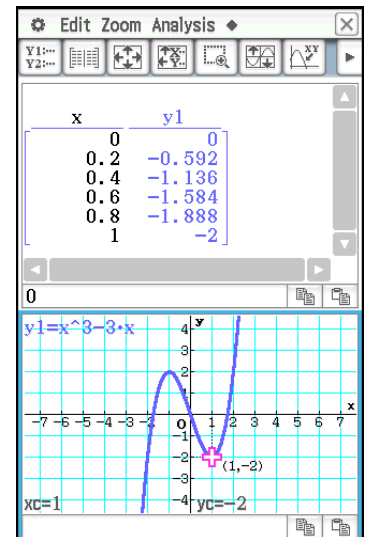 Edit Zoom Analysis
Y1:··· Y2:··· X: Y: XY
x y1
0 0
0.2 -0.592
0.4 -1.136
0.6 -1.584
0.8 -1.888
1 -2
0
y1=x^3-3·x
y
4
3
2
1
x
-7 -6 -5 -4 -3 -2 0 1 2 3 4 5 6 7
-1
-2
(1,-2)
-3
-4
xc=1 yc=-2